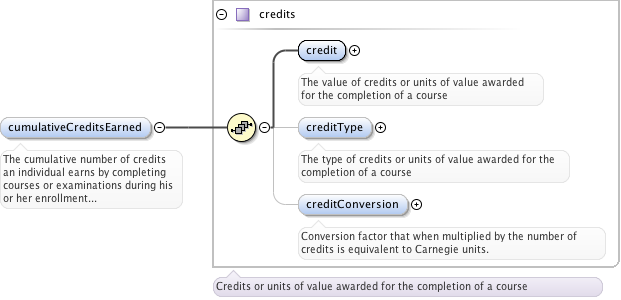 credits
credit
The value of credits or units of value awarded
for the completion of a course
cumulativeCreditsEarned
The cumulative number of credits
an individual earns by completing
courses or examinations during his
or her enrollment...
creditType
The type of credits or units of value awarded for the
completion of a course
creditConversion
Conversion factor that when multiplied by the number of
credits is equivalent to Carnegie units.
Credits or units of value awarded for the completion of a course